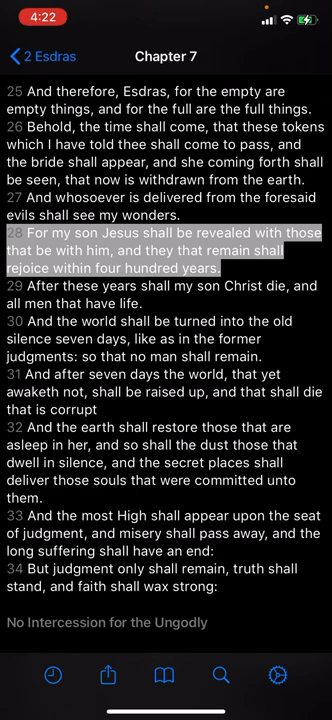 4:22
2 Esdras
Chapter 7
25 And therefore, Esdras, for the empty are
empty things, and for the full are the full things.
26 Behold, the time shall come, that these tokens
which I have told thee shall come to pass, and
the bride shall appear, and she coming forth shall
be seen, that now is withdrawn from the earth.
27 And whosoever is delivered from the foresaid
evils shall see my wonders.
28 For my son Jesus shall be revealed with those
that be with him, and they that remain shall
rejoice within four hundred years.
29 After these years shall my son Christ die, and
all men that have life.
30 And the world shall be turned into the old
silence seven days, like as in the former
judgments: so that no man shall remain.
31 And after seven days the world, that yet
awaketh not, shall be raised up, and that shall die
that is corrupt
32 And the earth shall restore those that are
asleep in her, and so shall the dust those that
dwell in silence, and the secret places shall
deliver those souls that were committed unto
them.
33 And the most High shall appear upon the seat
of judgment, and misery shall pass away, and the
long suffering shall have an end:
34 But judgment only shall remain, truth shall
stand, and faith shall wax strong:
No Intercession for the Ungodly